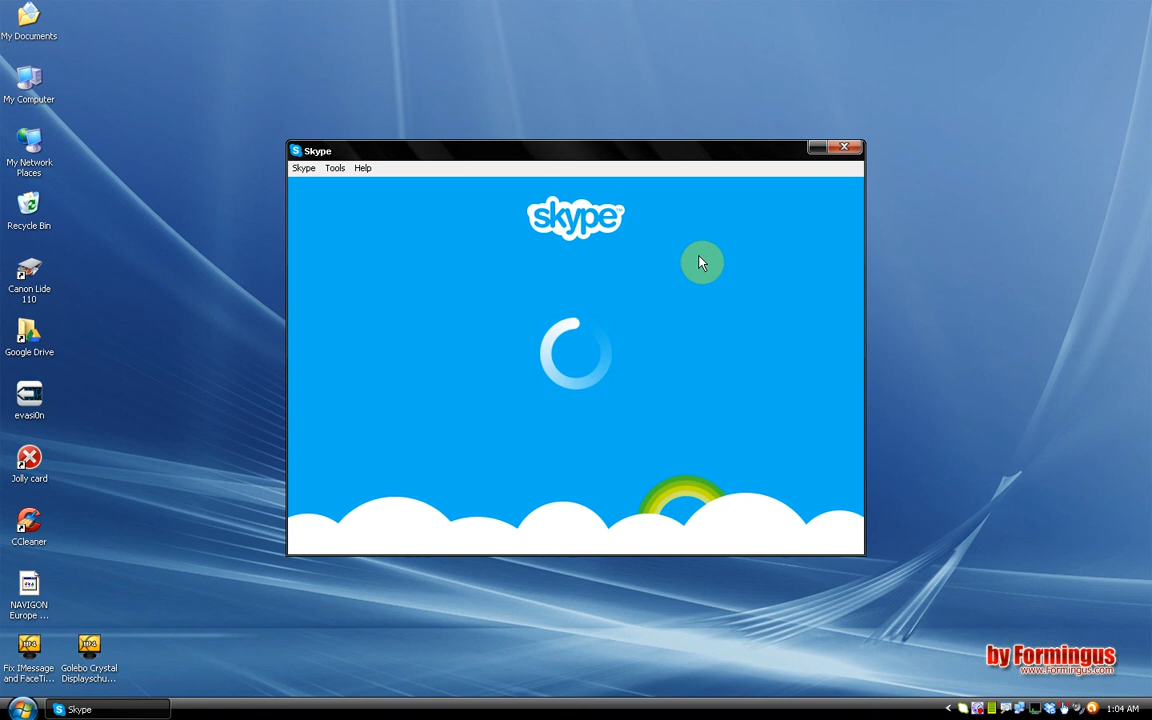 My Documents
My Computer
My Network
Places
Recycle Bin
Canon Lide
110
Google Drive
evasi0n
Jolly card
CCleaner
NAVIGON
Europe ...
Fix IMessage
and FaceTi...
Golebo Crystal
Displayschu...
Skype
Skype Tools Help
skype™
by Formingus
www.Formingus.com
Skype
1:04 AM